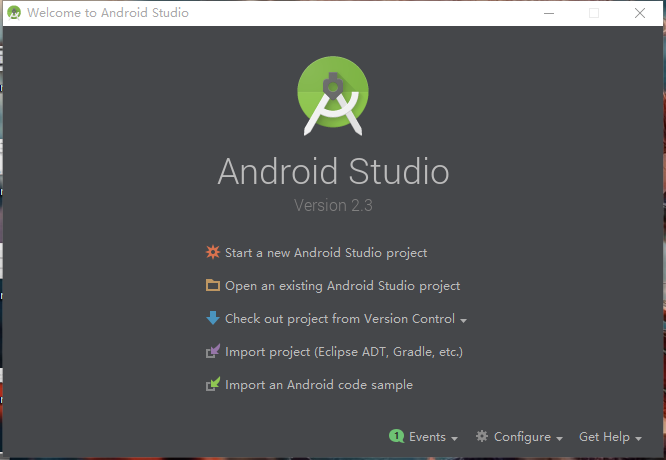 Welcome to Android Studio
Android Studio
Version 2.3
Start a new Android Studio project
Open an existing Android Studio project
Check out project from Version Control
Import project (Eclipse ADT, Gradle, etc.)
Import an Android code sample
1 Events Configure Get Help